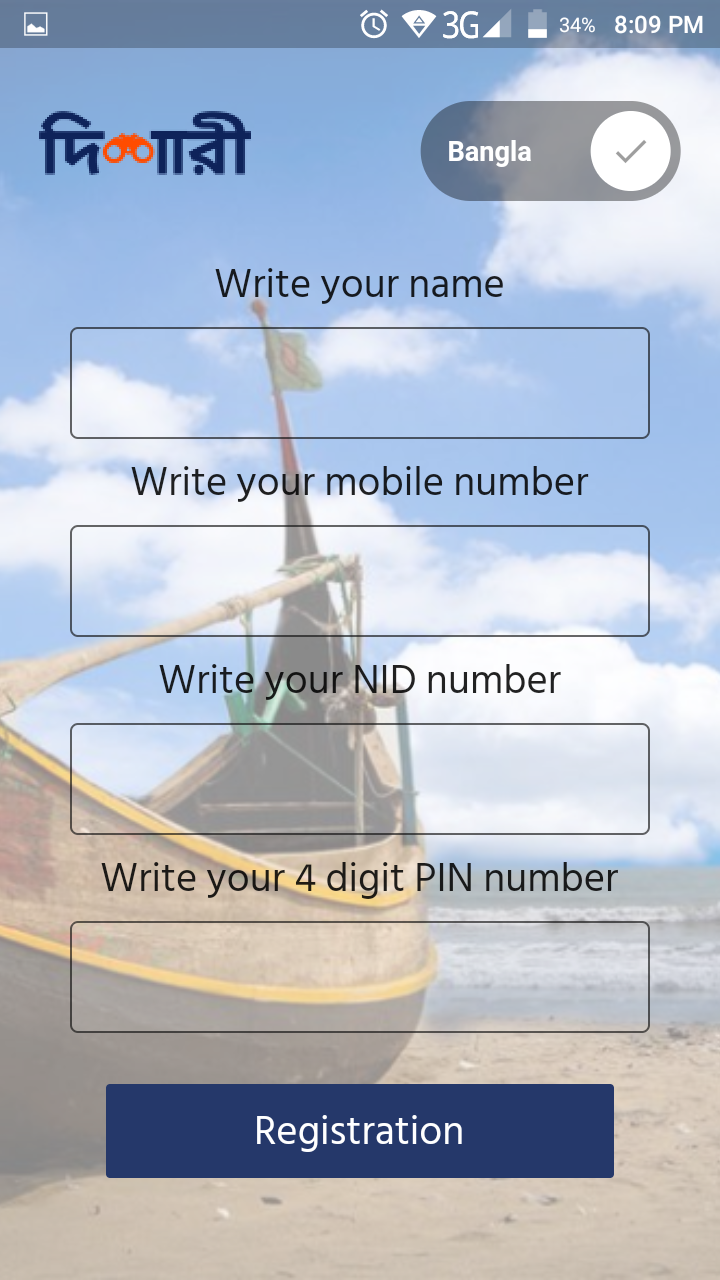 3G 34% 8:09 PM
দিশারী Bangla
Write your name
Write your mobile number
Write your NID number
Write your 4 digit PIN number
Registration